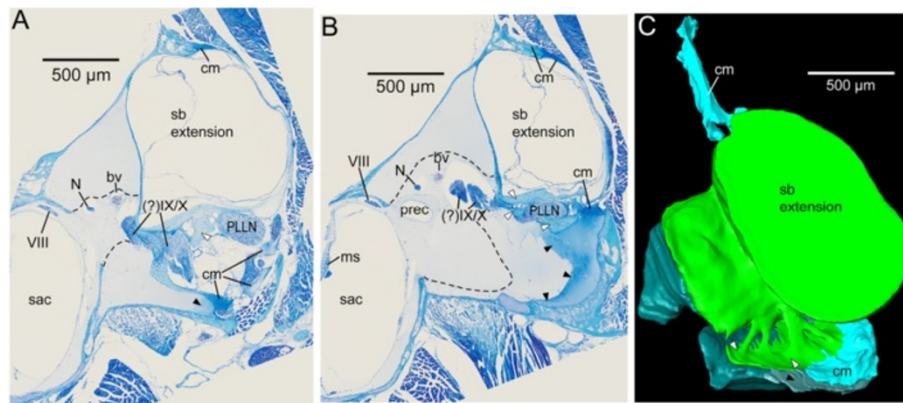 A
500 µm
cm
sb
extension
N
bv
(?)IX/X
PLLN
VIII
cm
sac
B
500 µm
cm
sb
extension
VIII
bv
N
cm
prec
PLLN
(?)IX/X
ms
sac
C
cm
500 µm
sb
extension
cm